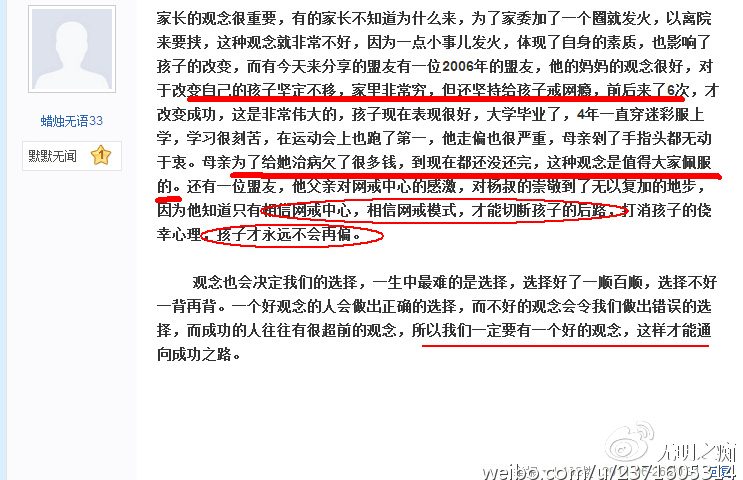 家长的观念很重要，有的家长不知道为什么来，为了家委加了一个圈就发火，以离院
来要挟，这种观念就非常不好，因为一点小事儿发火，体现了自身的素质，也影响了
孩子的改变，而有今天来分享的盟友有一位2006年的盟友，他的妈妈的观念很好，对
于改变自己的孩子坚定不移，家里非常穷，但还坚持给孩子戒网瘾，前后来了6次，才
改变成功，这是非常伟大的，孩子现在表现很好，大学毕业了，4年一直穿迷彩服上
学，学习很刻苦，在运动会上也跑了第一，他走偏也很严重，母亲剁了手指头都无动
于衷。母亲为了给她治病欠了很多钱，到现在都还没还完，这种观念是值得大家佩服
的。还有一位盟友，他父亲对网戒中心的感激，对杨叔的崇敬到了无以复加的地步，
因为他知道只有相信网戒中心，相信网戒模式，才能切断孩子的后路，打消孩子的侥
幸心理，孩子才永远不会再偏。
观念也会决定我们的选择，一生中最难的是选择，选择好了一顺百顺，选择不好
一背再背。一个好观念的人会做出正确的选择，而不好的观念会令我们做出错误的选
择，而成功的人往往有很超前的观念，所以我们一定要有一个好的观念，这样才能通
向成功之路。
蜡烛无语33
默默无闻 1
光明之痴